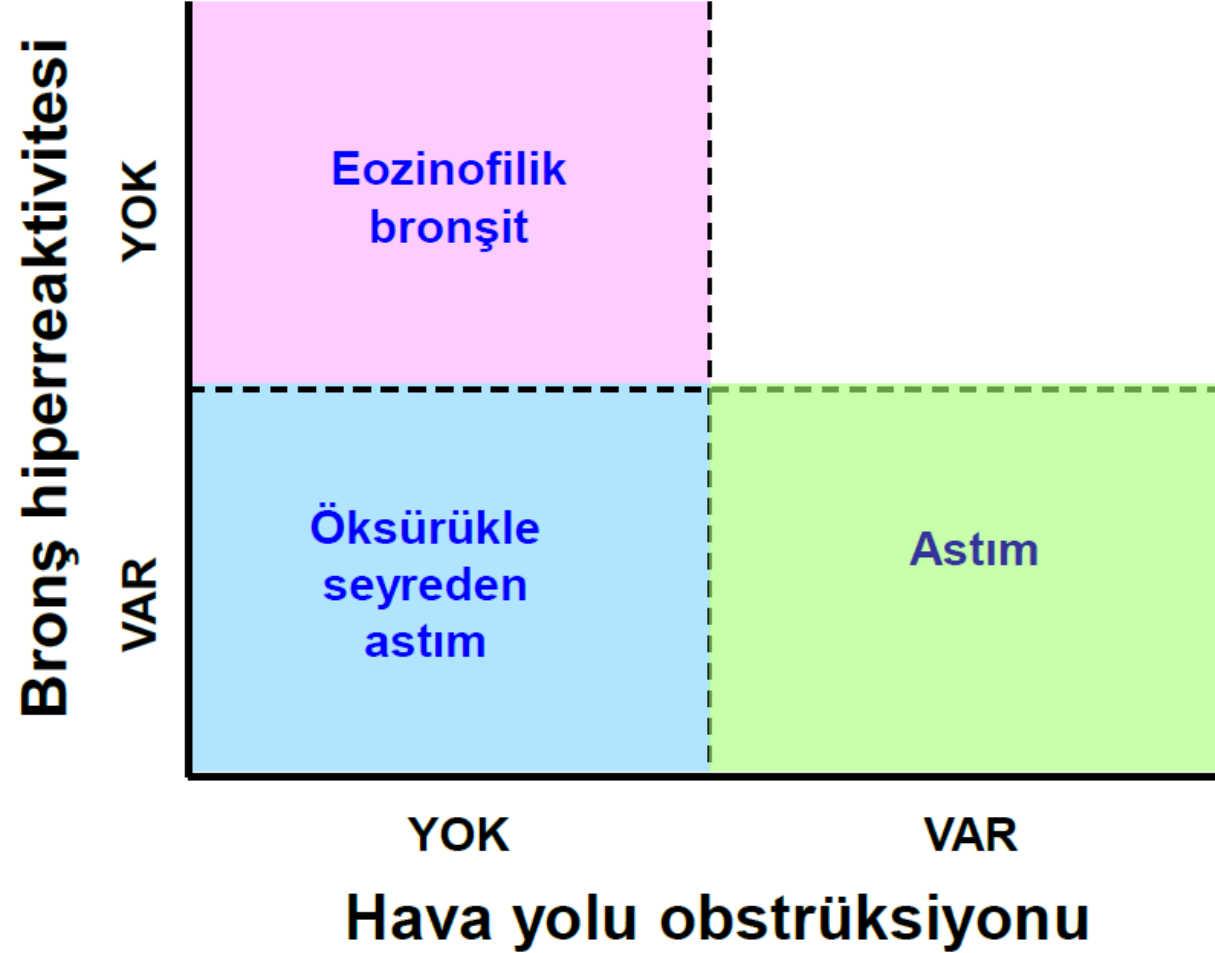 Bronş hiperreaktivitesi
YOK
VAR
Eozinofilik
bronşit
Öksürükle
seyreden
astım
Astım
YOK
VAR
Hava yolu obstrüksiyonu